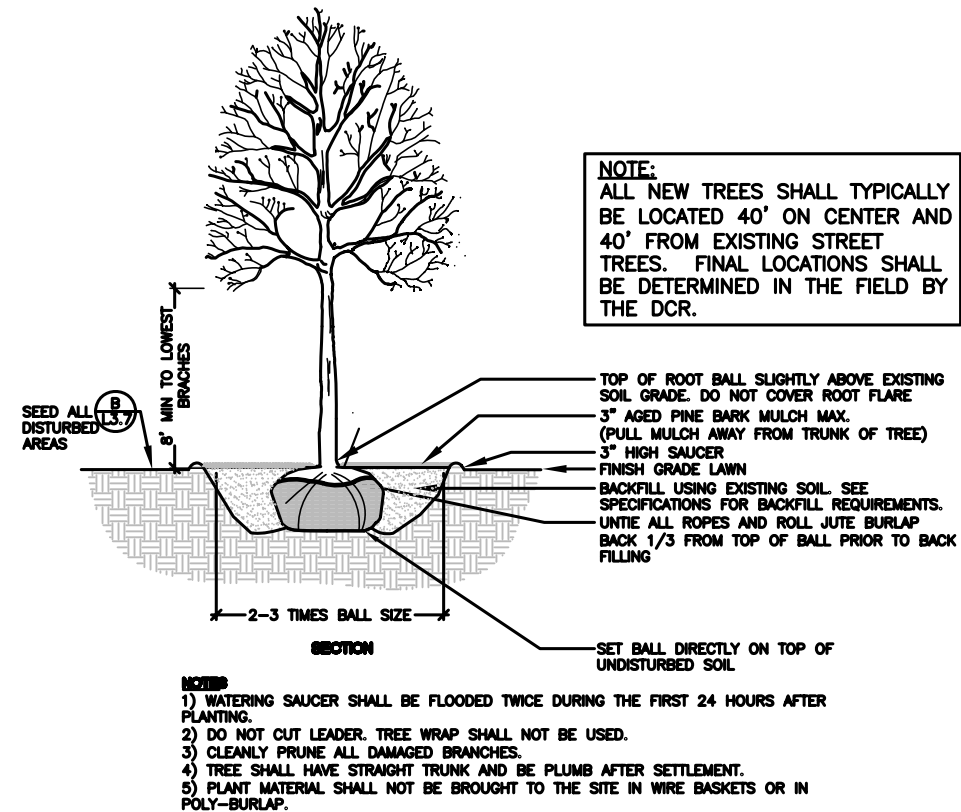 NOTE:
ALL NEW TREES SHALL TYPICALLY
BE LOCATED 40' ON CENTER AND
40' FROM EXISTING STREET
TREES. FINAL LOCATIONS SHALL
BE DETERMINED IN THE FIELD BY
THE DCR.
8' MIN TO LOWEST
BRACHES
SEED ALL
DISTURBED
AREAS
B
L3.7
TOP OF ROOT BALL SLIGHTLY ABOVE EXISTING
SOIL GRADE. DO NOT COVER ROOT FLARE
3" AGED PINE BARK MULCH MAX.
(PULL MULCH AWAY FROM TRUNK OF TREE)
3" HIGH SAUCER
FINISH GRADE LAWN
BACKFILL USING EXISTING SOIL. SEE
SPECIFICATIONS FOR BACKFILL REQUIREMENTS.
UNTIE ALL ROPES AND ROLL JUTE BURLAP
BACK 1/3 FROM TOP OF BALL PRIOR TO BACK
FILLING
2-3 TIMES BALL SIZE
SECTION
SET BALL DIRECTLY ON TOP OF
UNDISTURBED SOIL
NOTES
1) WATERING SAUCER SHALL BE FLOODED TWICE DURING THE FIRST 24 HOURS AFTER
PLANTING.
2) DO NOT CUT LEADER. TREE WRAP SHALL NOT BE USED.
3) CLEANLY PRUNE ALL DAMAGED BRANCHES.
4) TREE SHALL HAVE STRAIGHT TRUNK AND BE PLUMB AFTER SETTLEMENT.
5) PLANT MATERIAL SHALL NOT BE BROUGHT TO THE SITE IN WIRE BASKETS OR IN
POLY-BURLAP.